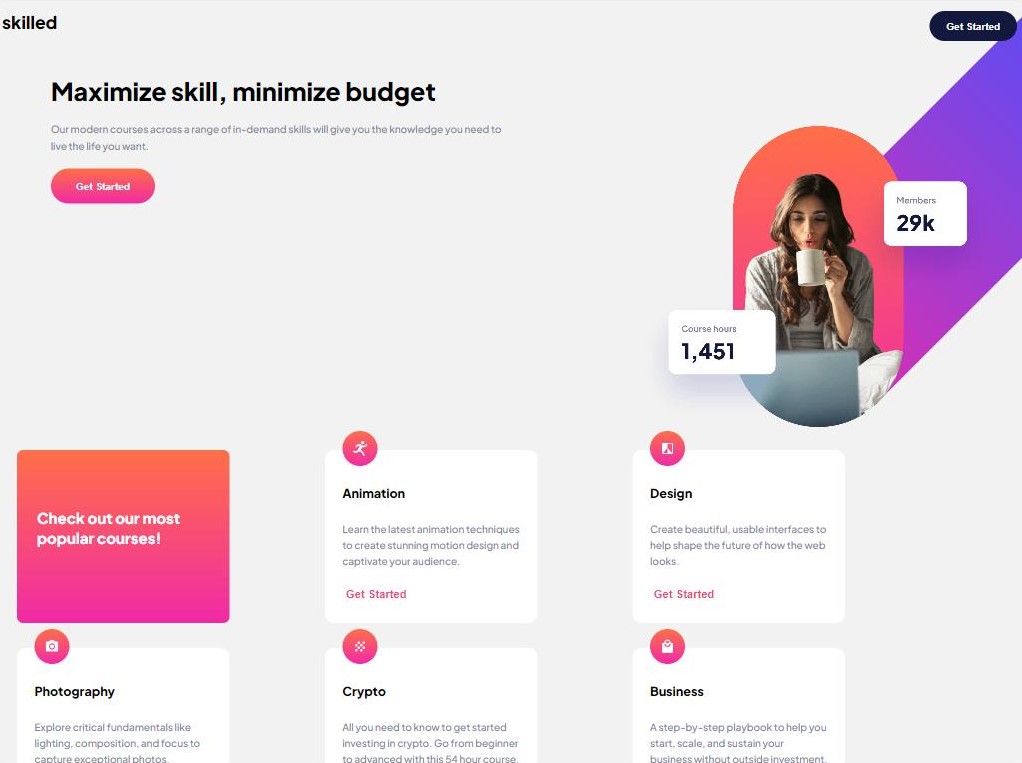 skilled
Get Started
Maximize skill, minimize budget
Our modern courses across a range of in-demand skills will give you the knowledge you need to
live the life you want.
Get Started
Members
29k
Course hours
1,451
Check out our most
popular courses!
Animation
Learn the latest animation techniques
to create stunning motion design and
captivate your audience.
Get Started
Design
Create beautiful, usable interfaces to
help shape the future of how the web
looks.
Get Started
Photography
Explore critical fundamentals like
lighting, composition, and focus to
capture exceptional photos.
Crypto
All you need to know to get started
investing in crypto. Go from beginner
to advanced with this 54 hour course.
Business
A step-by-step playbook to help you
start, scale, and sustain your
business without outside investment.